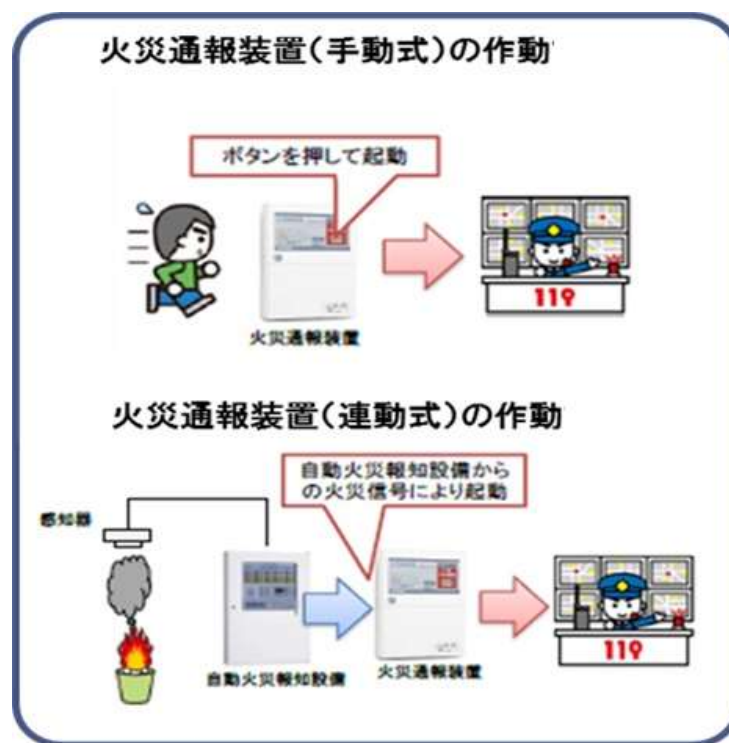 火災通報装置(手動式)の作動
ボタンを押して起動
火災通報装置
119
火災通報装置(連動式)の作動
自動火災報知設備から
の火災信号により起動
感知器
自動火災報知設備
火災通報装置
119